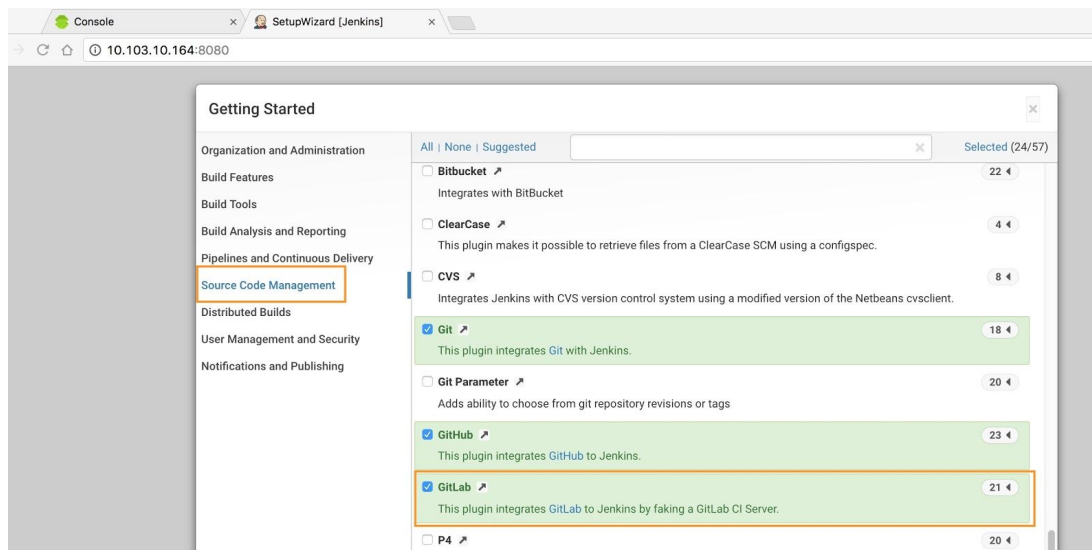 Console
SetupWizard [Jenkins]
10.103.10.164:8080
Getting Started
Organization and Administration
Build Features
Build Tools
Build Analysis and Reporting
Pipelines and Continuous Delivery
Source Code Management
Distributed Builds
User Management and Security
Notifications and Publishing
All | None | Suggested
Selected (24/57)
Bitbucket
22
Integrates with BitBucket
ClearCase
4
This plugin makes it possible to retrieve files from a ClearCase SCM using a configspec.
CVS
8
Integrates Jenkins with CVS version control system using a modified version of the Netbeans cvsclient.
Git
18
This plugin integrates Git with Jenkins.
Git Parameter
20
Adds ability to choose from git repository revisions or tags
GitHub
23
This plugin integrates GitHub to Jenkins.
GitLab
21
This plugin integrates GitLab to Jenkins by faking a GitLab CI Server.
P4
20